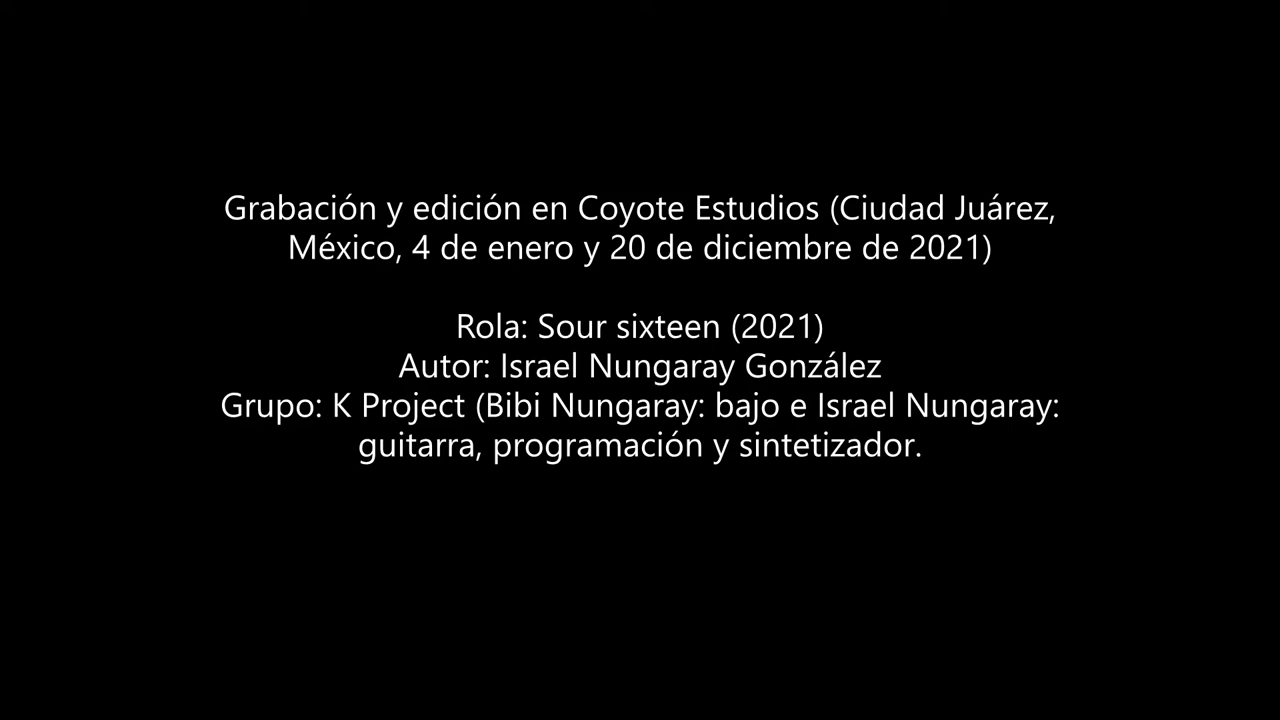 Grabación y edición en Coyote Estudios (Ciudad Juárez,
México, 4 de enero y 20 de diciembre de 2021)
Rola: Sour sixteen (2021)
Autor: Israel Nungaray González
Grupo: K Project (Bibi Nungaray: bajo e Israel Nungaray:
guitarra, programación y sintetizador.